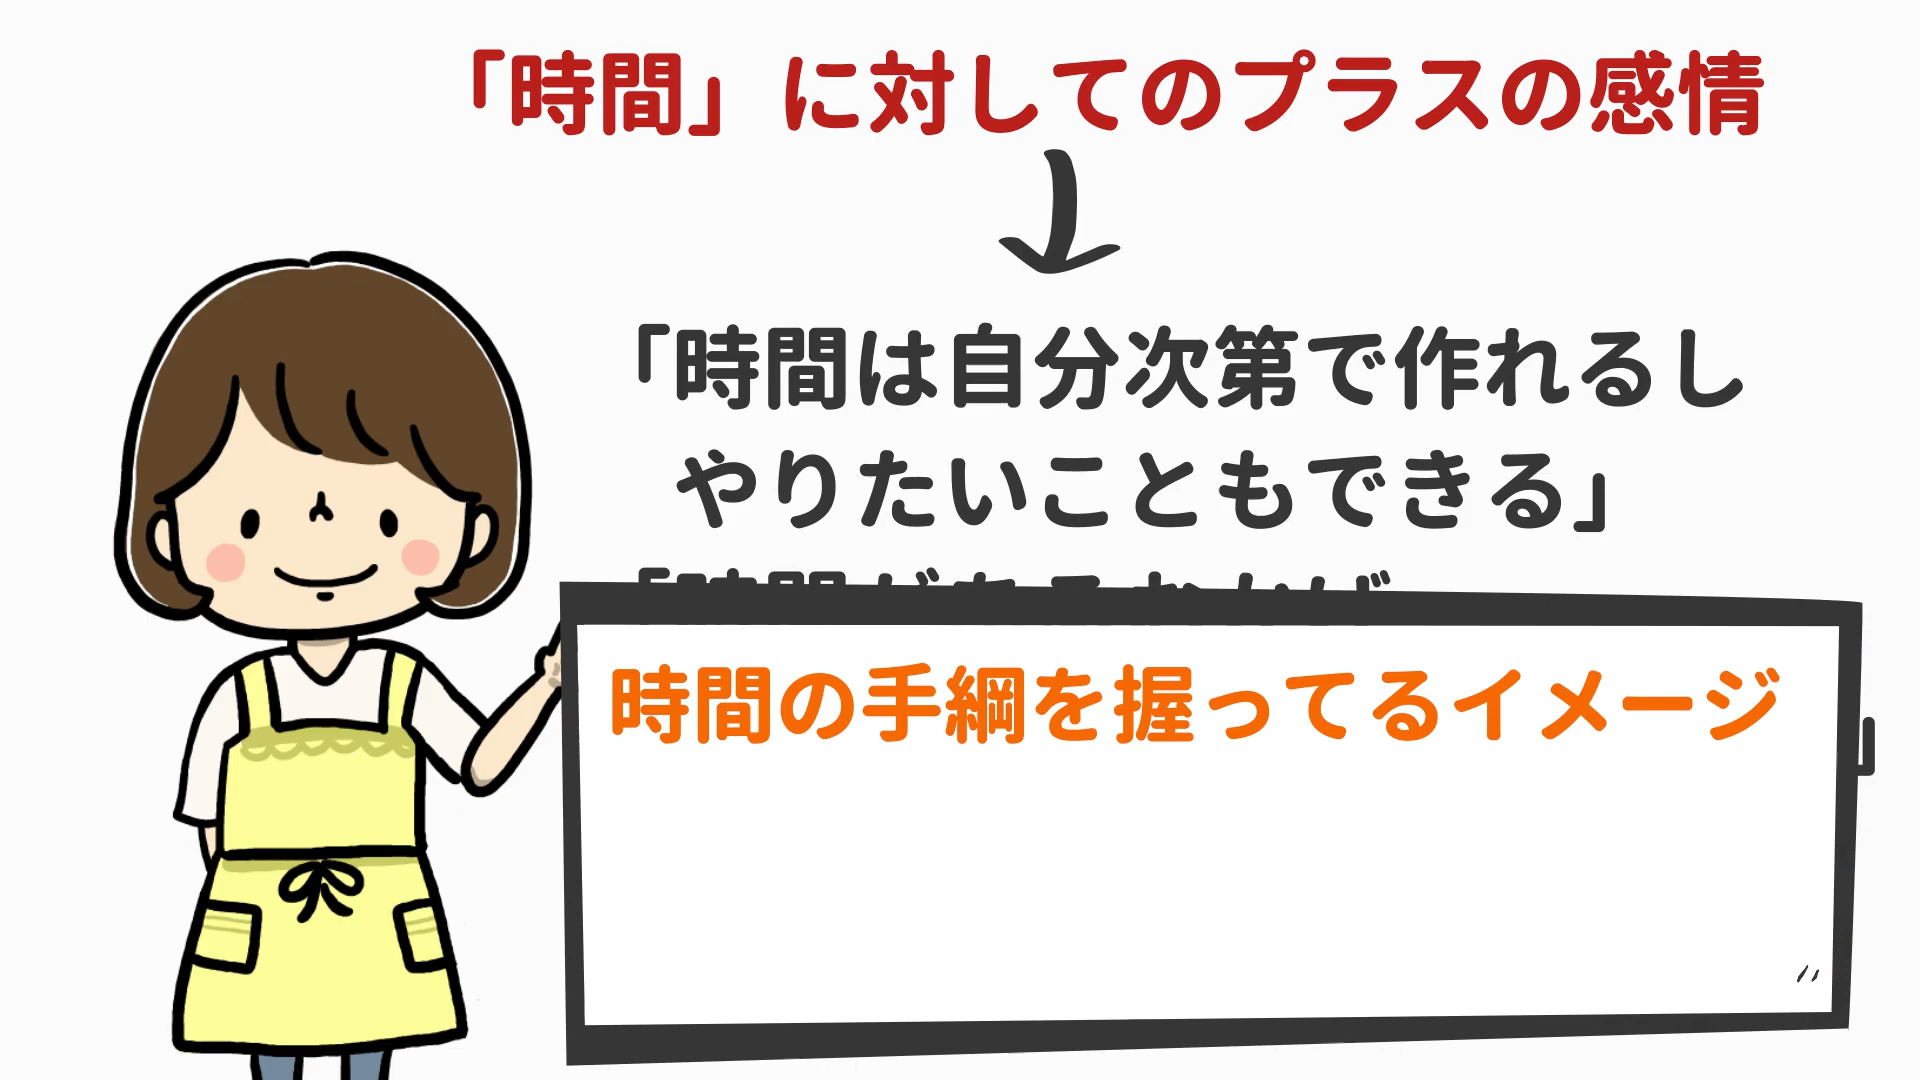 「時間」に対してのプラスの感情
「時間は自分次第で作れるし
やりたいこともできる」
時間の手綱を握ってるイメージ